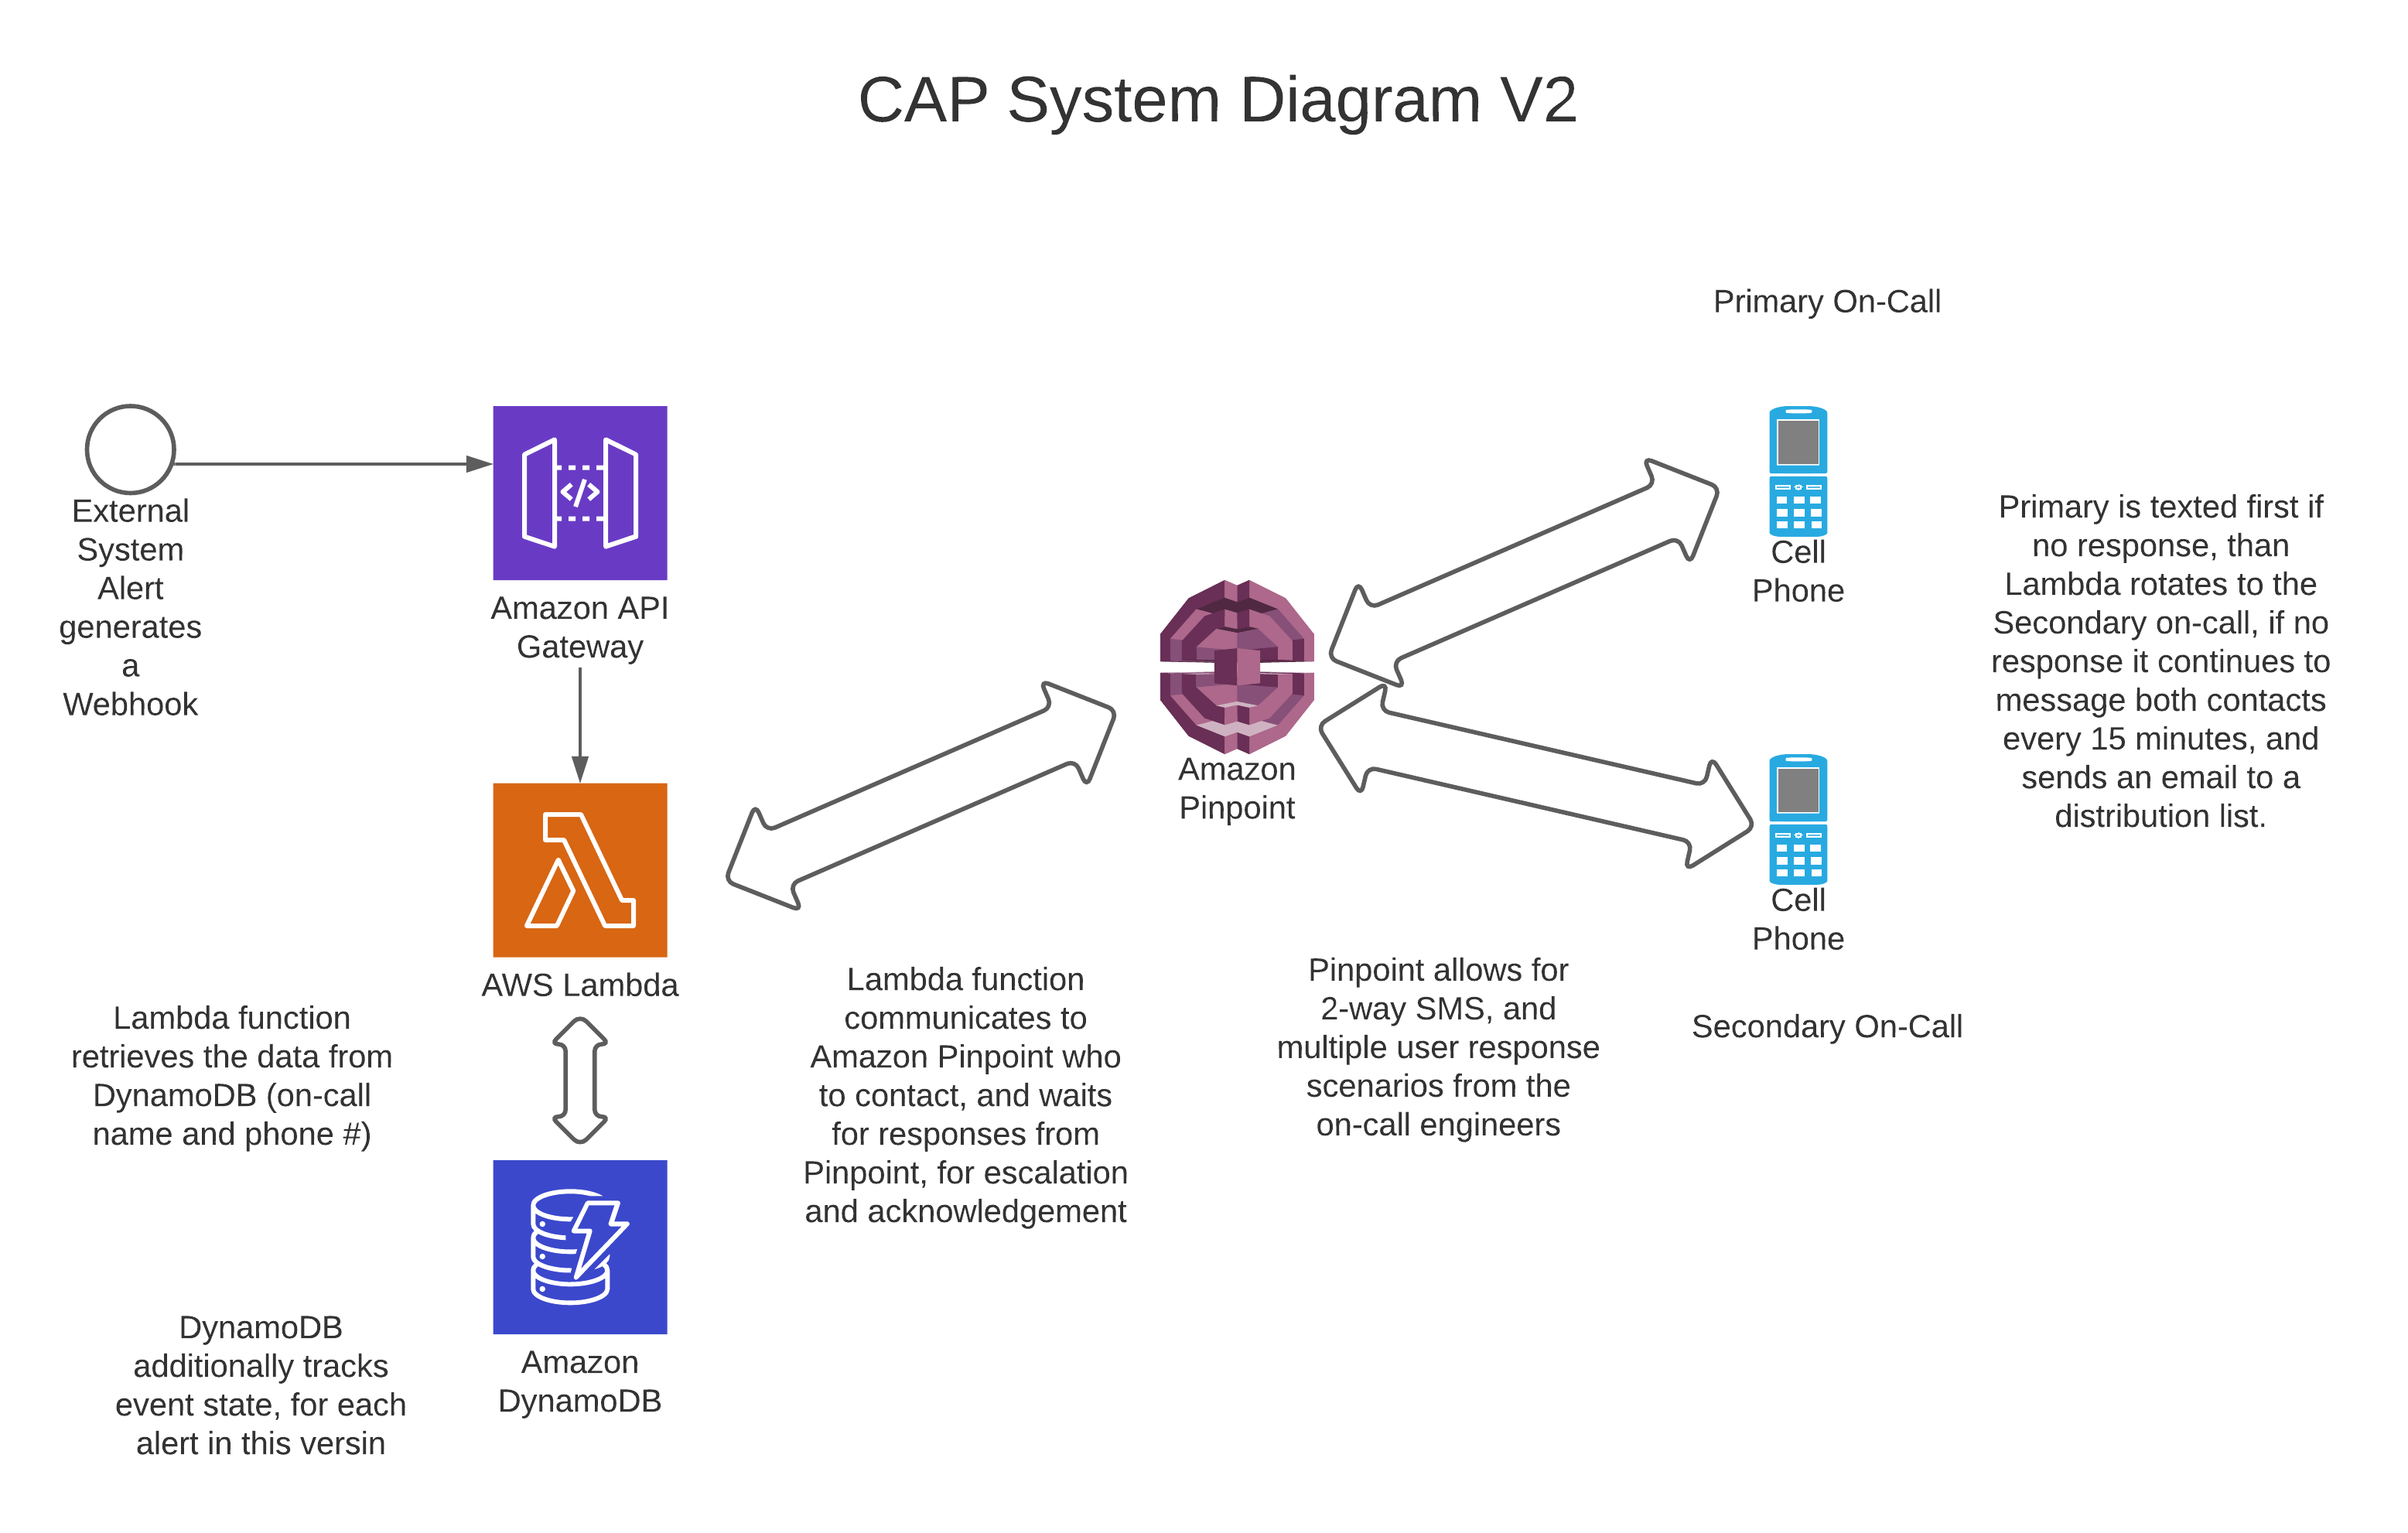 CAP System Diagram V2
Primary On-Call
External
System
Alert
generates
a
Webhook
Amazon API
Gateway
Cell
Phone
Primary is texted first if
no response, than
Lambda rotates to the
Secondary on-call, if no
response it continues to
message both contacts
every 15 minutes, and
sends an email to a
distribution list.
Amazon
Pinpoint
AWS Lambda
Cell
Phone
Secondary On-Call
Lambda function
retrieves the data from
DynamoDB (on-call
name and phone #)
Lambda function
communicates to
Amazon Pinpoint who
to contact, and waits
for responses from
Pinpoint, for escalation
and acknowledgement
Pinpoint allows for
2-way SMS, and
multiple user response
scenarios from the
on-call engineers
DynamoDB
additionally tracks
event state, for each
alert in this versin
Amazon
DynamoDB